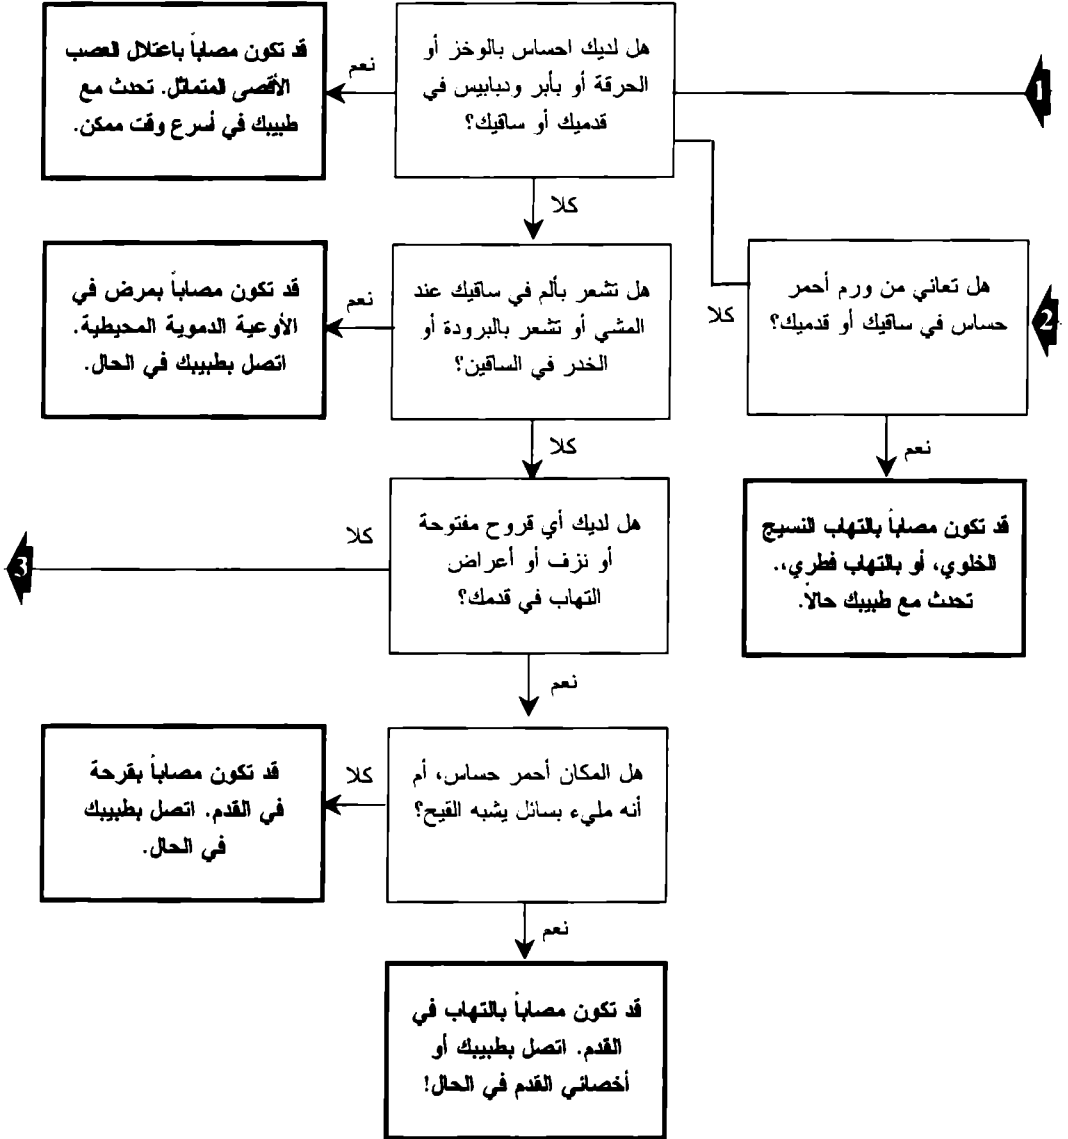 1
هل لديك احساس بالوخز أو
الحرقة أو بأبر ودبابيس في
قدميك أو ساقيك؟
نعم
قد تكون مصاباً باعتلال العصب
الأقصى المتماثل. تحدث مع
طبيبك في أسرع وقت ممكن.
كلا
2
هل تعاني من ورم أحمر
حساس في ساقيك أو قدميك؟
كلا
نعم
قد تكون مصاباً بالتهاب النسيج
الخلوي، أو بالتهاب فطري،.
تحدث مع طبيبك حالاً.
هل تشعر بألم في ساقيك عند
المشي أو تشعر بالبرودة أو
الخدر في الساقين؟
نعم
قد تكون مصاباً بمرض في
الأوعية الدموية المحيطية.
اتصل بطبيبك في الحال.
كلا
هل لديك أي قروح مفتوحة
أو نزف أو أعراض
التهاب في قدمك؟
كلا
3
نعم
هل المكان أحمر حساس، أم
أنه مليء بسائل يشبه القيح؟
كلا
قد تكون مصاباً بقرحة
في القدم. اتصل بطبيبك
في الحال.
نعم
قد تكون مصاباً بالتهاب في
القدم. اتصل بطبيبك أو
أخصائي القدم في الحال!